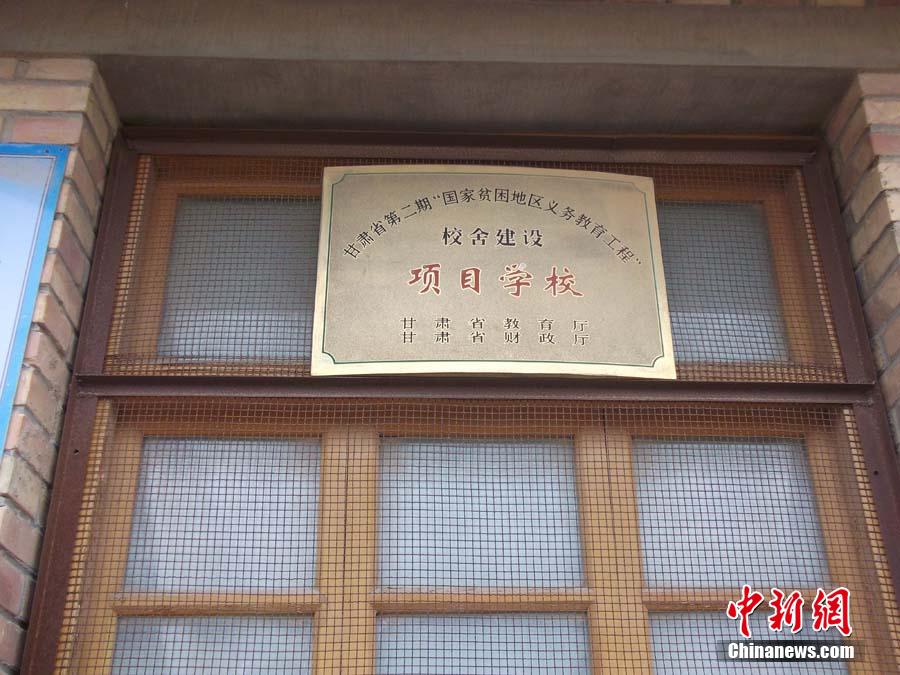 甘肃省第二期"国家贫困地区义务教育工程"
校舍建设
项目学校
甘肃省教育厅
甘肃省财政厅
中新网
www.Chinanews.com